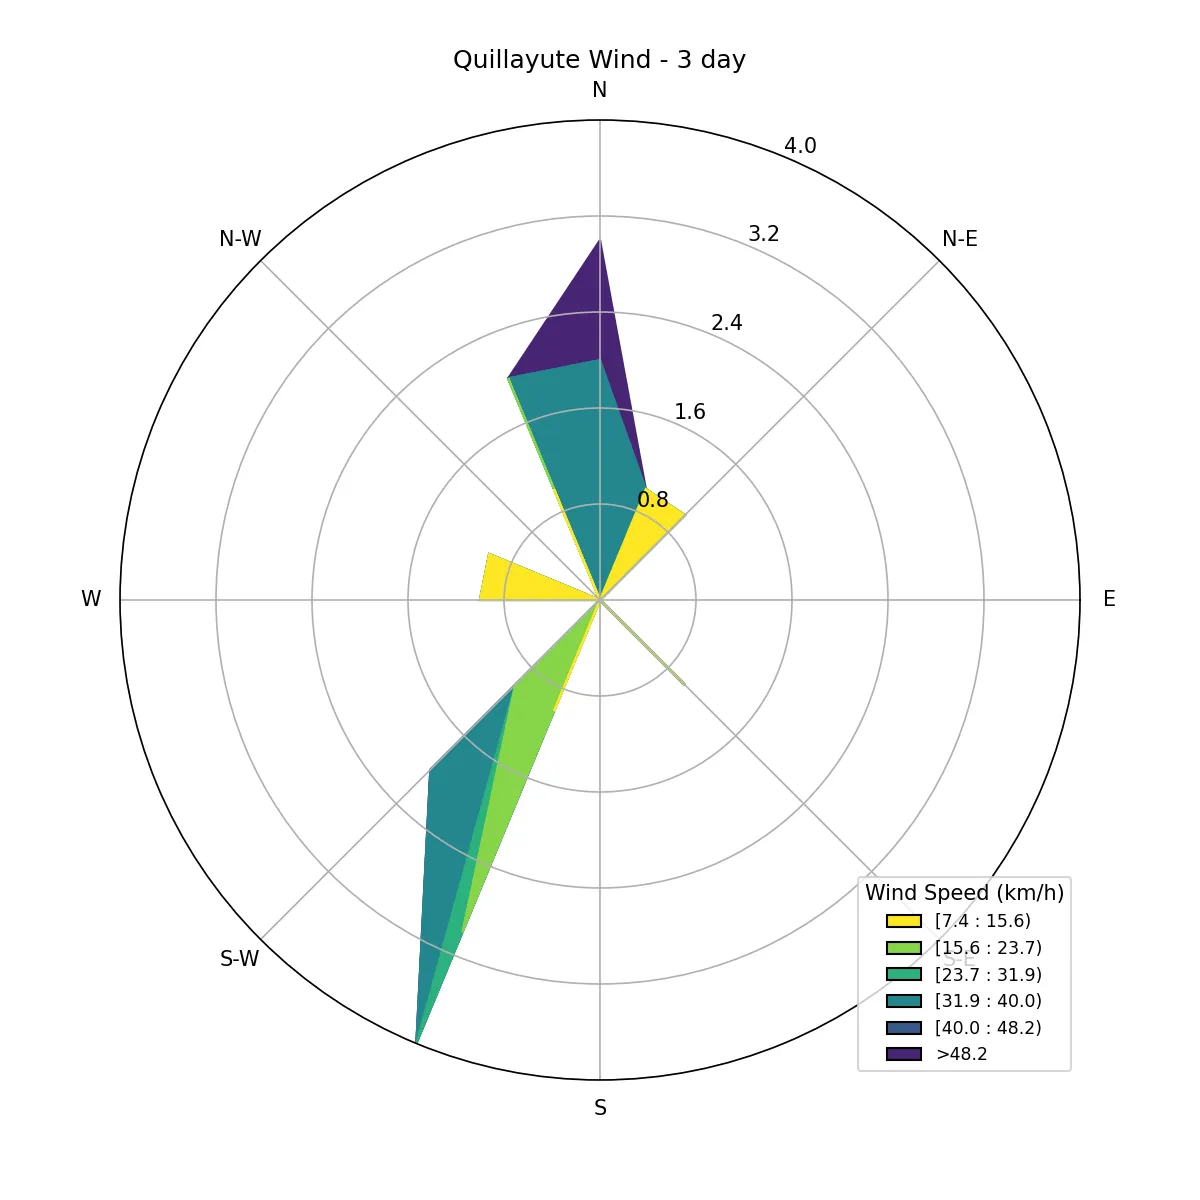 Quillayute Wind - 3 day
N
4.0
N-W
3.2
N-E
2.4
1.6
0.8
W
E
S-W
S-E
Wind Speed (km/h)
[7.4 : 15.6)
[15.6 : 23.7)
[23.7 : 31.9)
[31.9 : 40.0)
[40.0 : 48.2)
>48.2
S